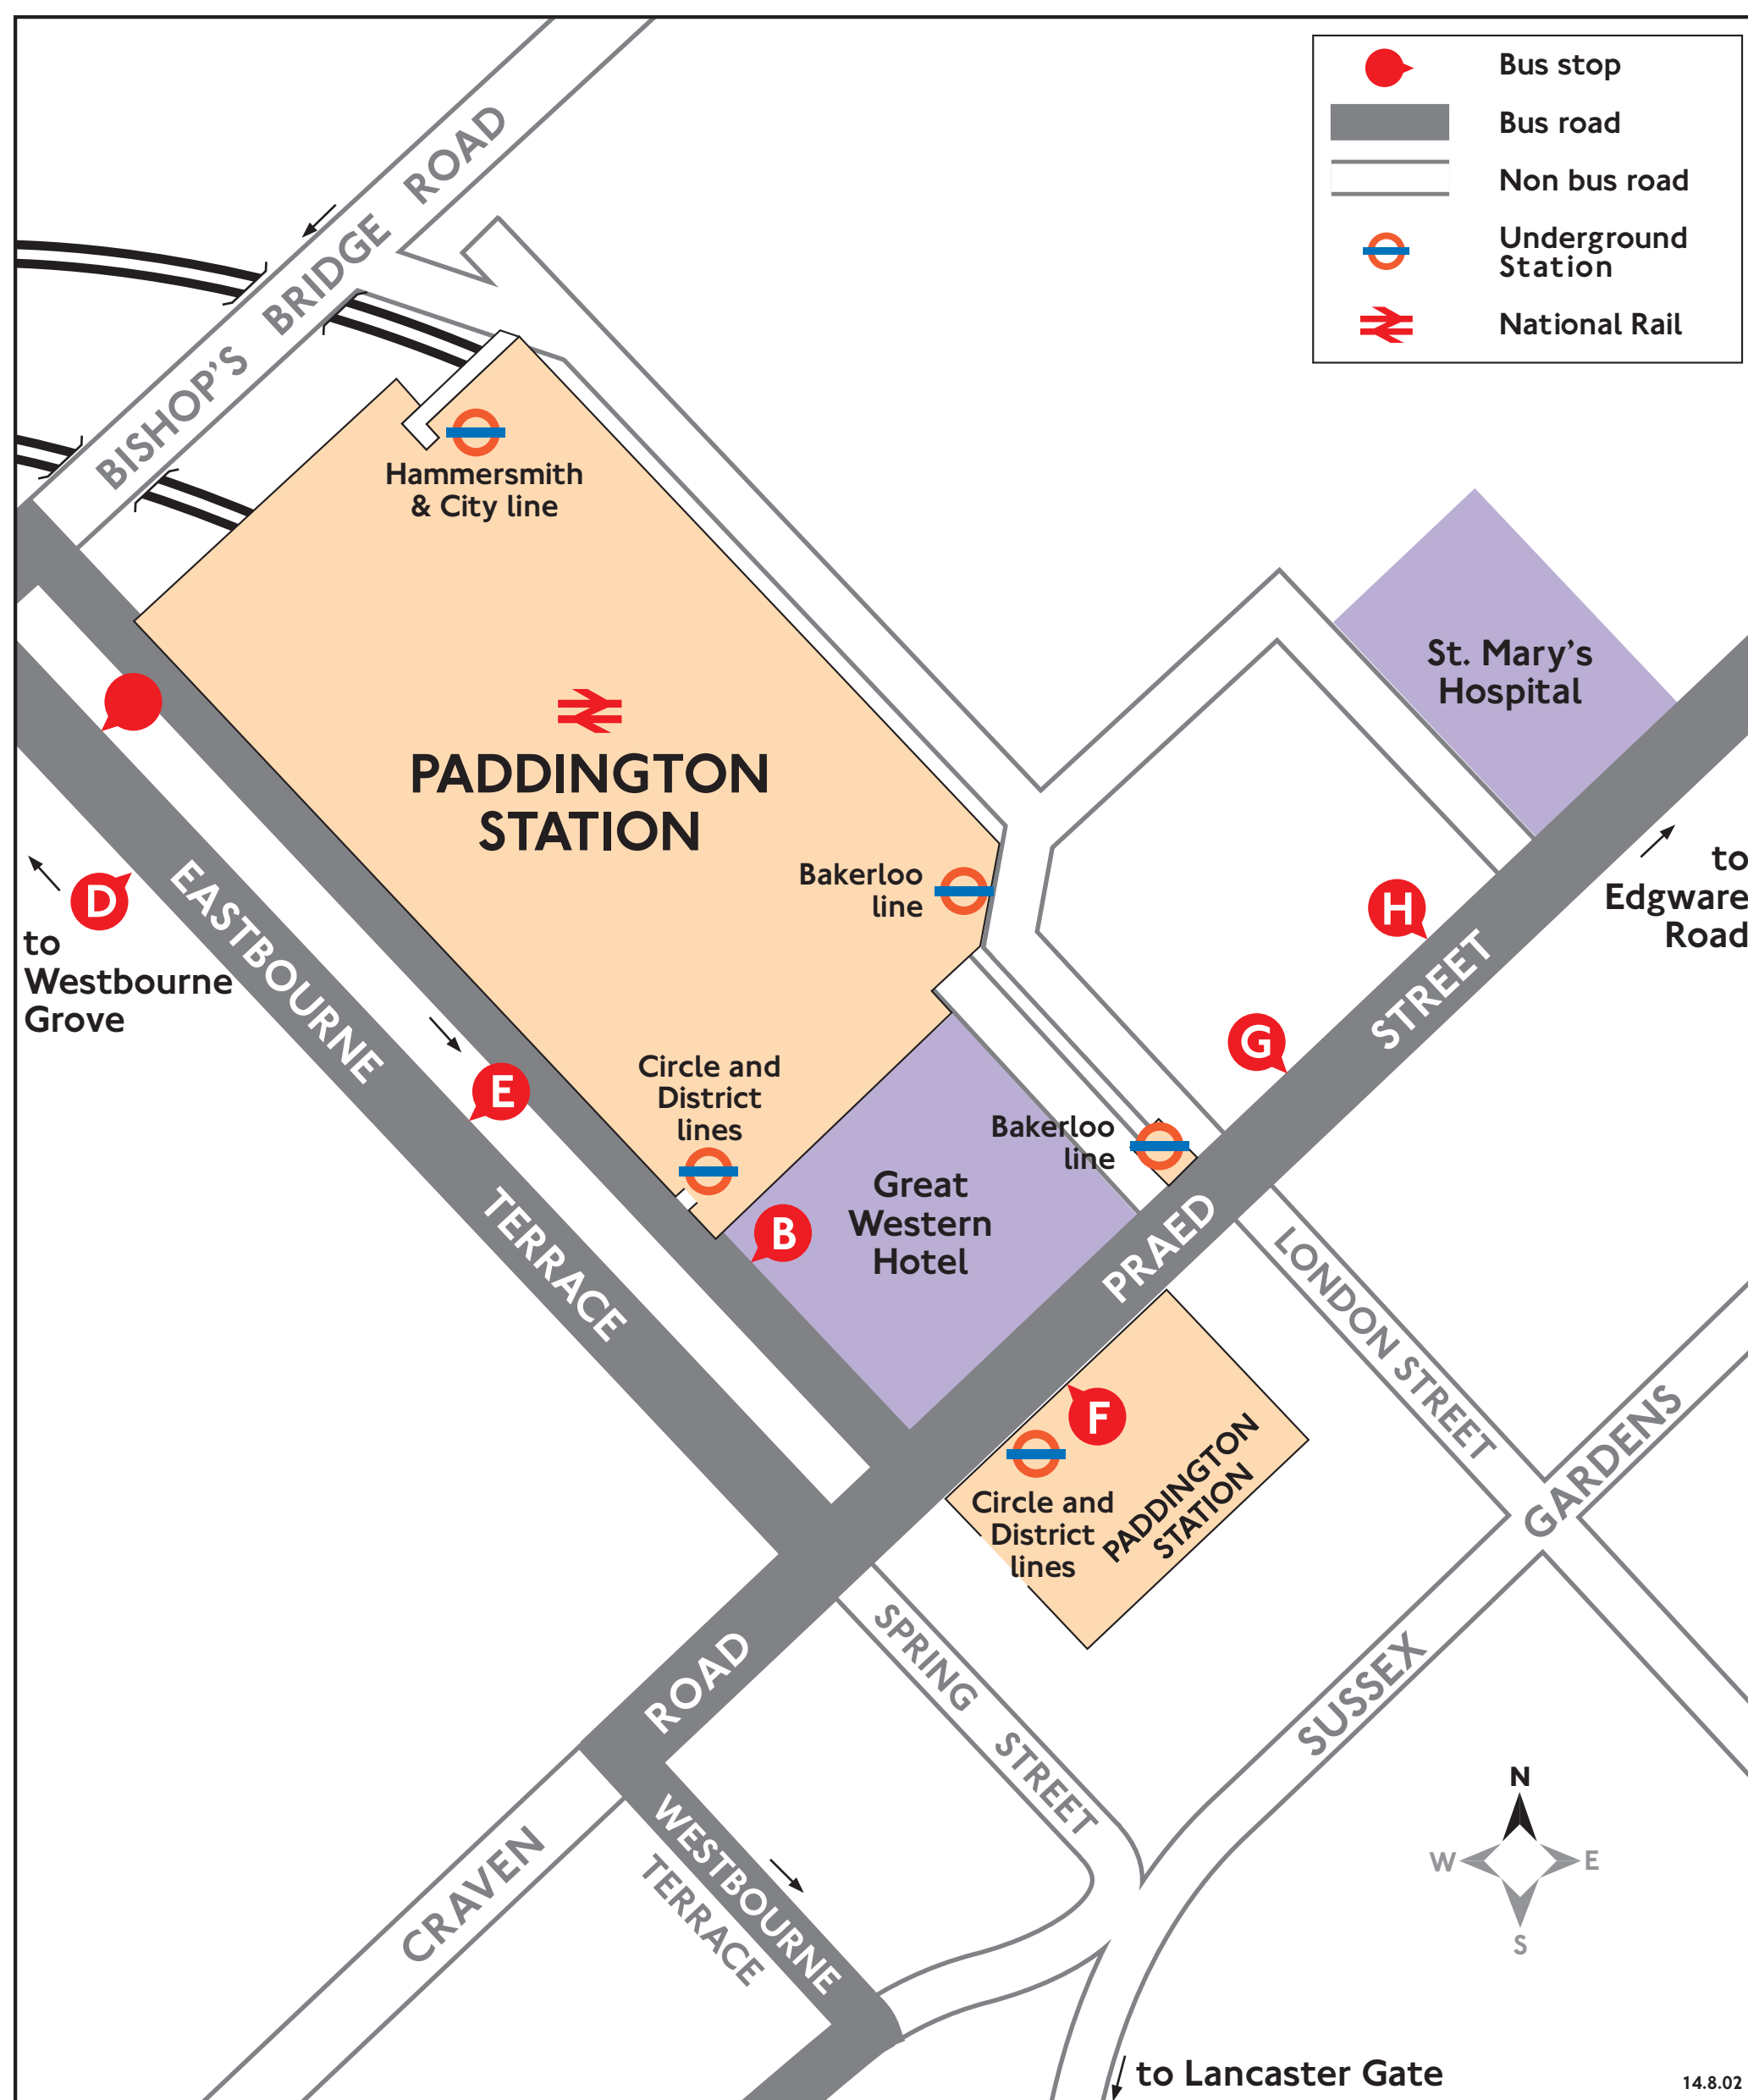 Bus stop
Bus road
Non bus road
Underground
Station
National Rail
BISHOP'S BRIDGE ROAD
Hammersmith
& City line
St. Mary's
Hospital
PADDINGTON
STATION
Bakerloo
line
to
Edgware
Road
D
to
Westbourne
Grove
EASTBOURNE TERRACE
H
G
E
Circle and
District
lines
B
Great
Western
Hotel
Bakerloo
line
PRAED STREET
LONDON STREET
F
Circle and
District
lines
PADDINGTON
STATION
SUSSEX GARDENS
SPRING STREET
CRAVEN ROAD
WESTBOURNE
TERRACE
N
W
E
S
to Lancaster Gate
14.8.02